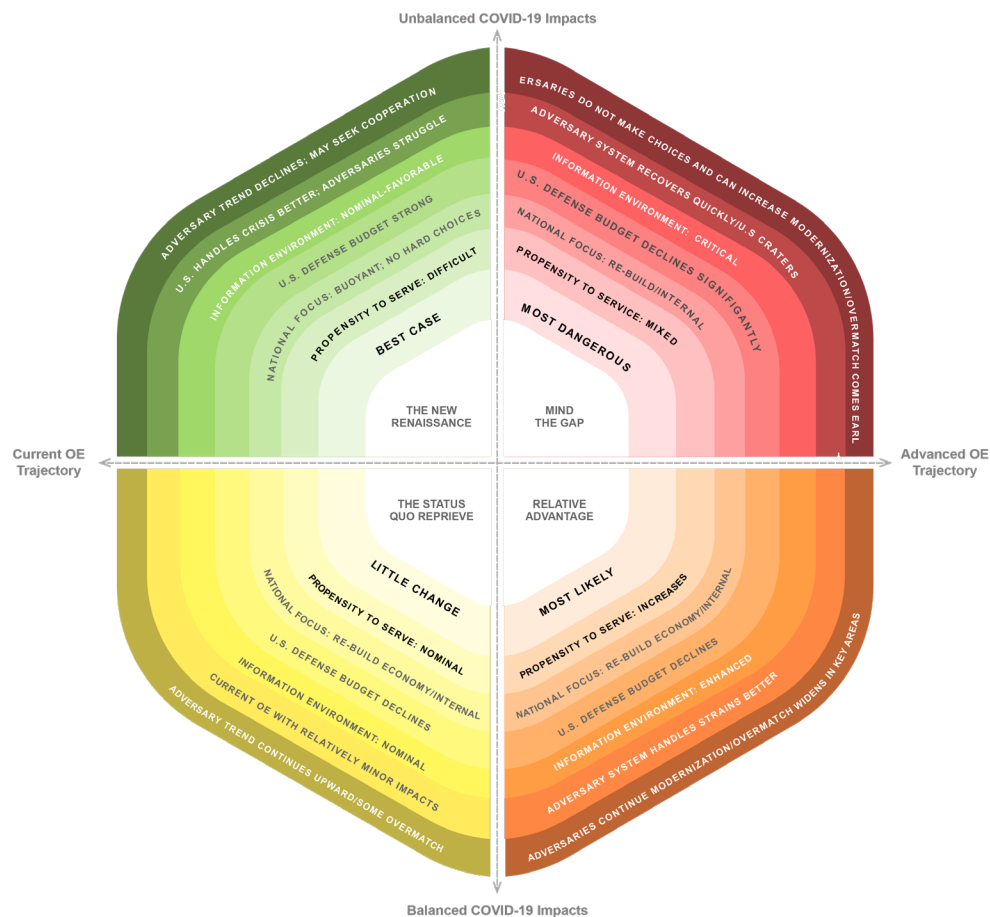 Unbalanced COVID-19 Impacts
ADVERSARY TREND DECLINES; MAY SEEK COOPERATION
U.S. HANDLES CRISIS BETTER; ADVERSARIES STRUGGLE
INFORMATION ENVIRONMENT: NOMINAL-FAVORABLE
U.S. DEFENSE BUDGET STRONG
NATIONAL FOCUS: BUOYANT; NO HARD CHOICES
PROPENSITY TO SERVE: DIFFICULT
BEST CASE
THE NEW
RENAISSANCE
ERSARIES DO NOT MAKE CHOICES AND CAN INCREASE MODERNIZATION/OVERMATCH COMES EARL
ADVERSARY SYSTEM RECOVERS QUICKLY/U.S CRATERS
INFORMATION ENVIRONMENT: CRITICAL
U.S. DEFENSE BUDGET DECLINES SIGNIFIGANTLY
NATIONAL FOCUS: RE-BUILD/INTERNAL
PROPENSITY TO SERVICE: MIXED
MOST DANGEROUS
MIND
THE GAP
Current OE
Trajectory
Advanced OE
Trajectory
THE STATUS
QUO REPRIEVE
LITTLE CHANGE
PROPENSITY TO SERVE: NOMINAL
NATIONAL FOCUS: RE-BUILD ECONOMY/INTERNAL
U.S. DEFENSE BUDGET DECLINES
INFORMATION ENVIRONMENT: NOMINAL
CURRENT OE WITH RELATIVELY MINOR IMPACTS
ADVERSARY TREND CONTINUES UPWARD/SOME OVERMATCH
RELATIVE
ADVANTAGE
MOST LIKELY
PROPENSITY TO SERVE: INCREASES
NATIONAL FOCUS: RE-BUILD ECONOMY/INTERNAL
U.S. DEFENSE BUDGET DECLINES
INFORMATION ENVIRONMENT: ENHANCED
ADVERSARY SYSTEM HANDLES STRAINS BETTER
ADVERSARIES CONTINUE MODERNIZATION/OVERMATCH WIDENS IN KEY AREAS
Balanced COVID-19 Impacts